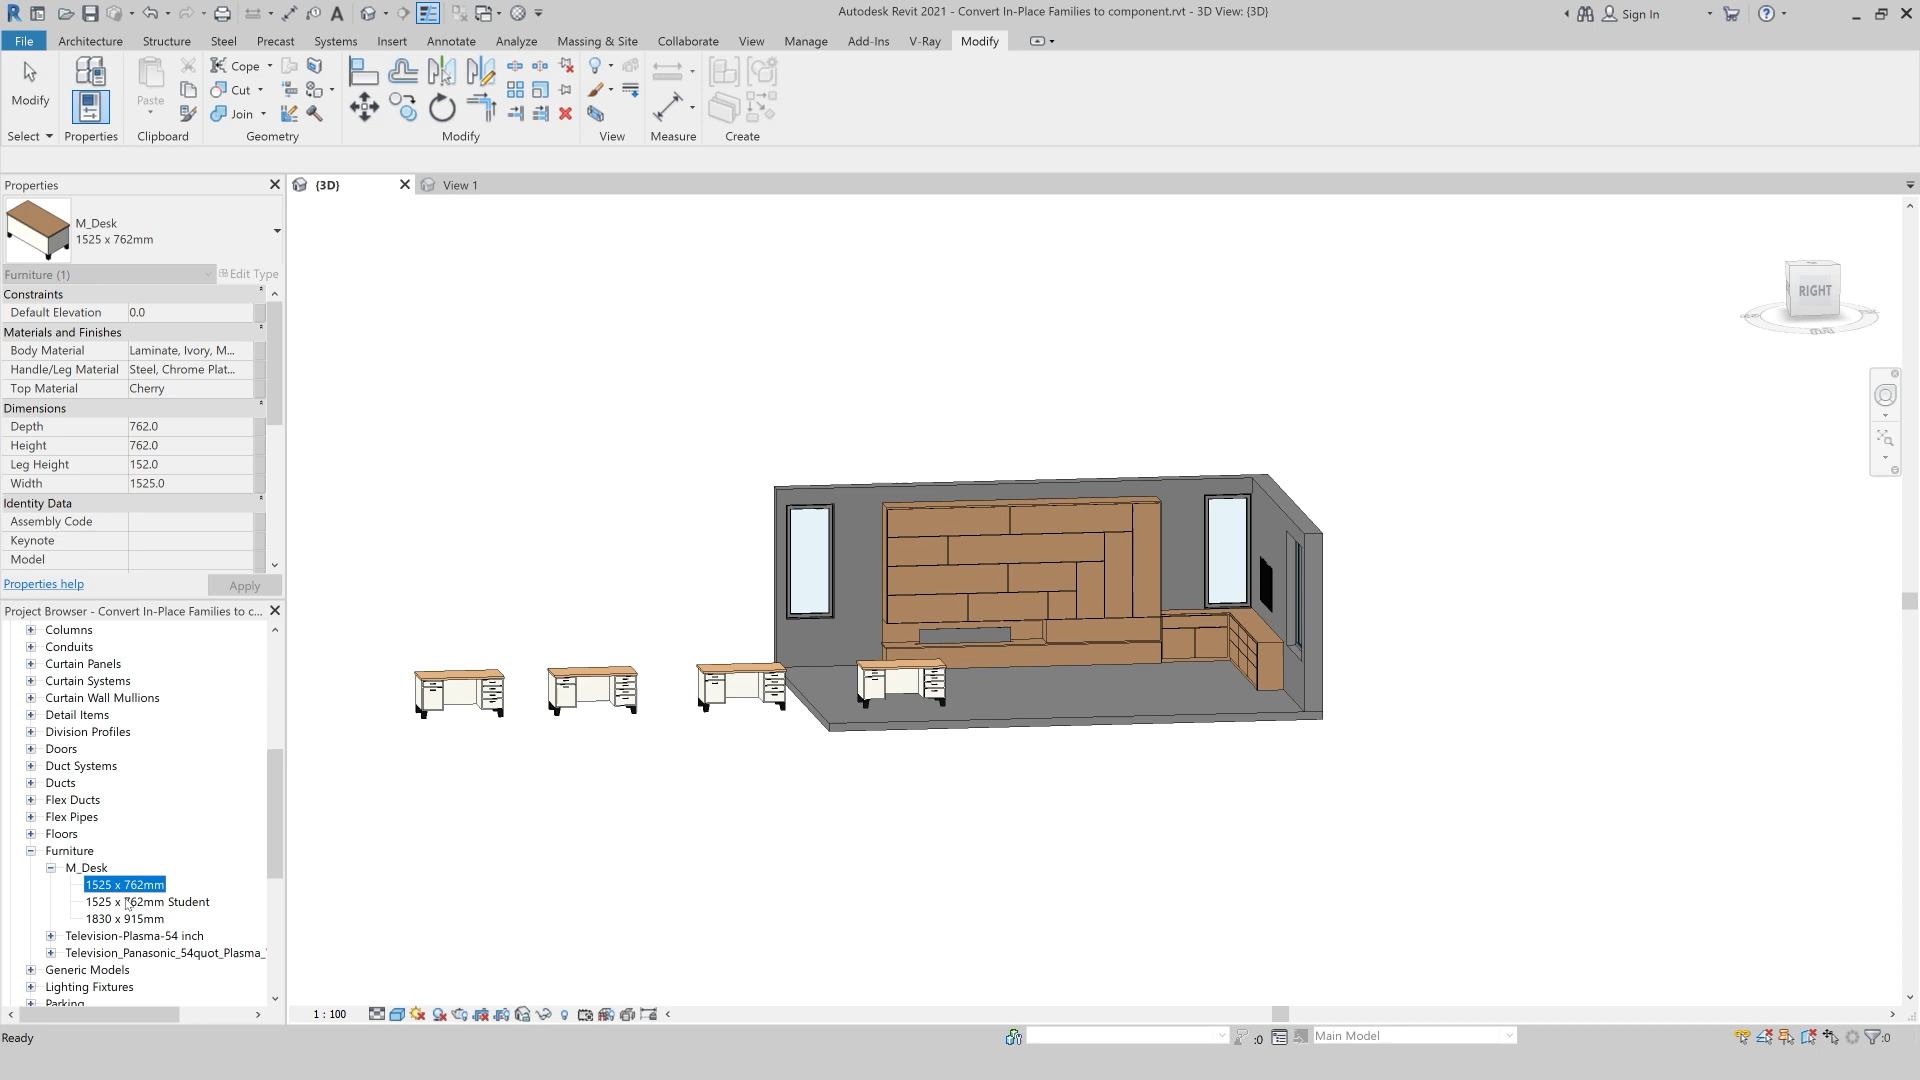 Autodesk Revit 2021 - Convert In-Place Families to component.rvt - 3D View: {3D}
Sign In
File
Architecture
Structure
Steel
Precast
Systems
Insert
Annotate
Analyze
Massing & Site
Collaborate
View
Manage
Add-Ins
V-Ray
Modify
Modify
Paste
Cope
Cut
Join
Select
Properties
Clipboard
Geometry
Modify
View
Measure
Create
Properties
{3D}
View 1
M_Desk
1525 x 762mm
Furniture (1)
Edit Type
Constraints
Default Elevation 0.0
Materials and Finishes
Body Material Laminate, Ivory, M...
Handle/Leg Material Steel, Chrome Plat...
Top Material Cherry
Dimensions
Depth 762.0
Height 762.0
Leg Height 152.0
Width 1525.0
Identity Data
Assembly Code
Keynote
Model
Properties help
Apply
RIGHT
Project Browser - Convert In-Place Families to c...
Columns
Conduits
Curtain Panels
Curtain Systems
Curtain Wall Mullions
Detail Items
Division Profiles
Doors
Duct Systems
Ducts
Flex Ducts
Flex Pipes
Floors
Furniture
M_Desk
1525 x 762mm
1525 x 762mm Student
1830 x 915mm
Television-Plasma-54 inch
Television_Panasonic_54quot_Plasma_
Generic Models
Lighting Fixtures
Parking
1 : 100
Ready
:0
Main Model
:0